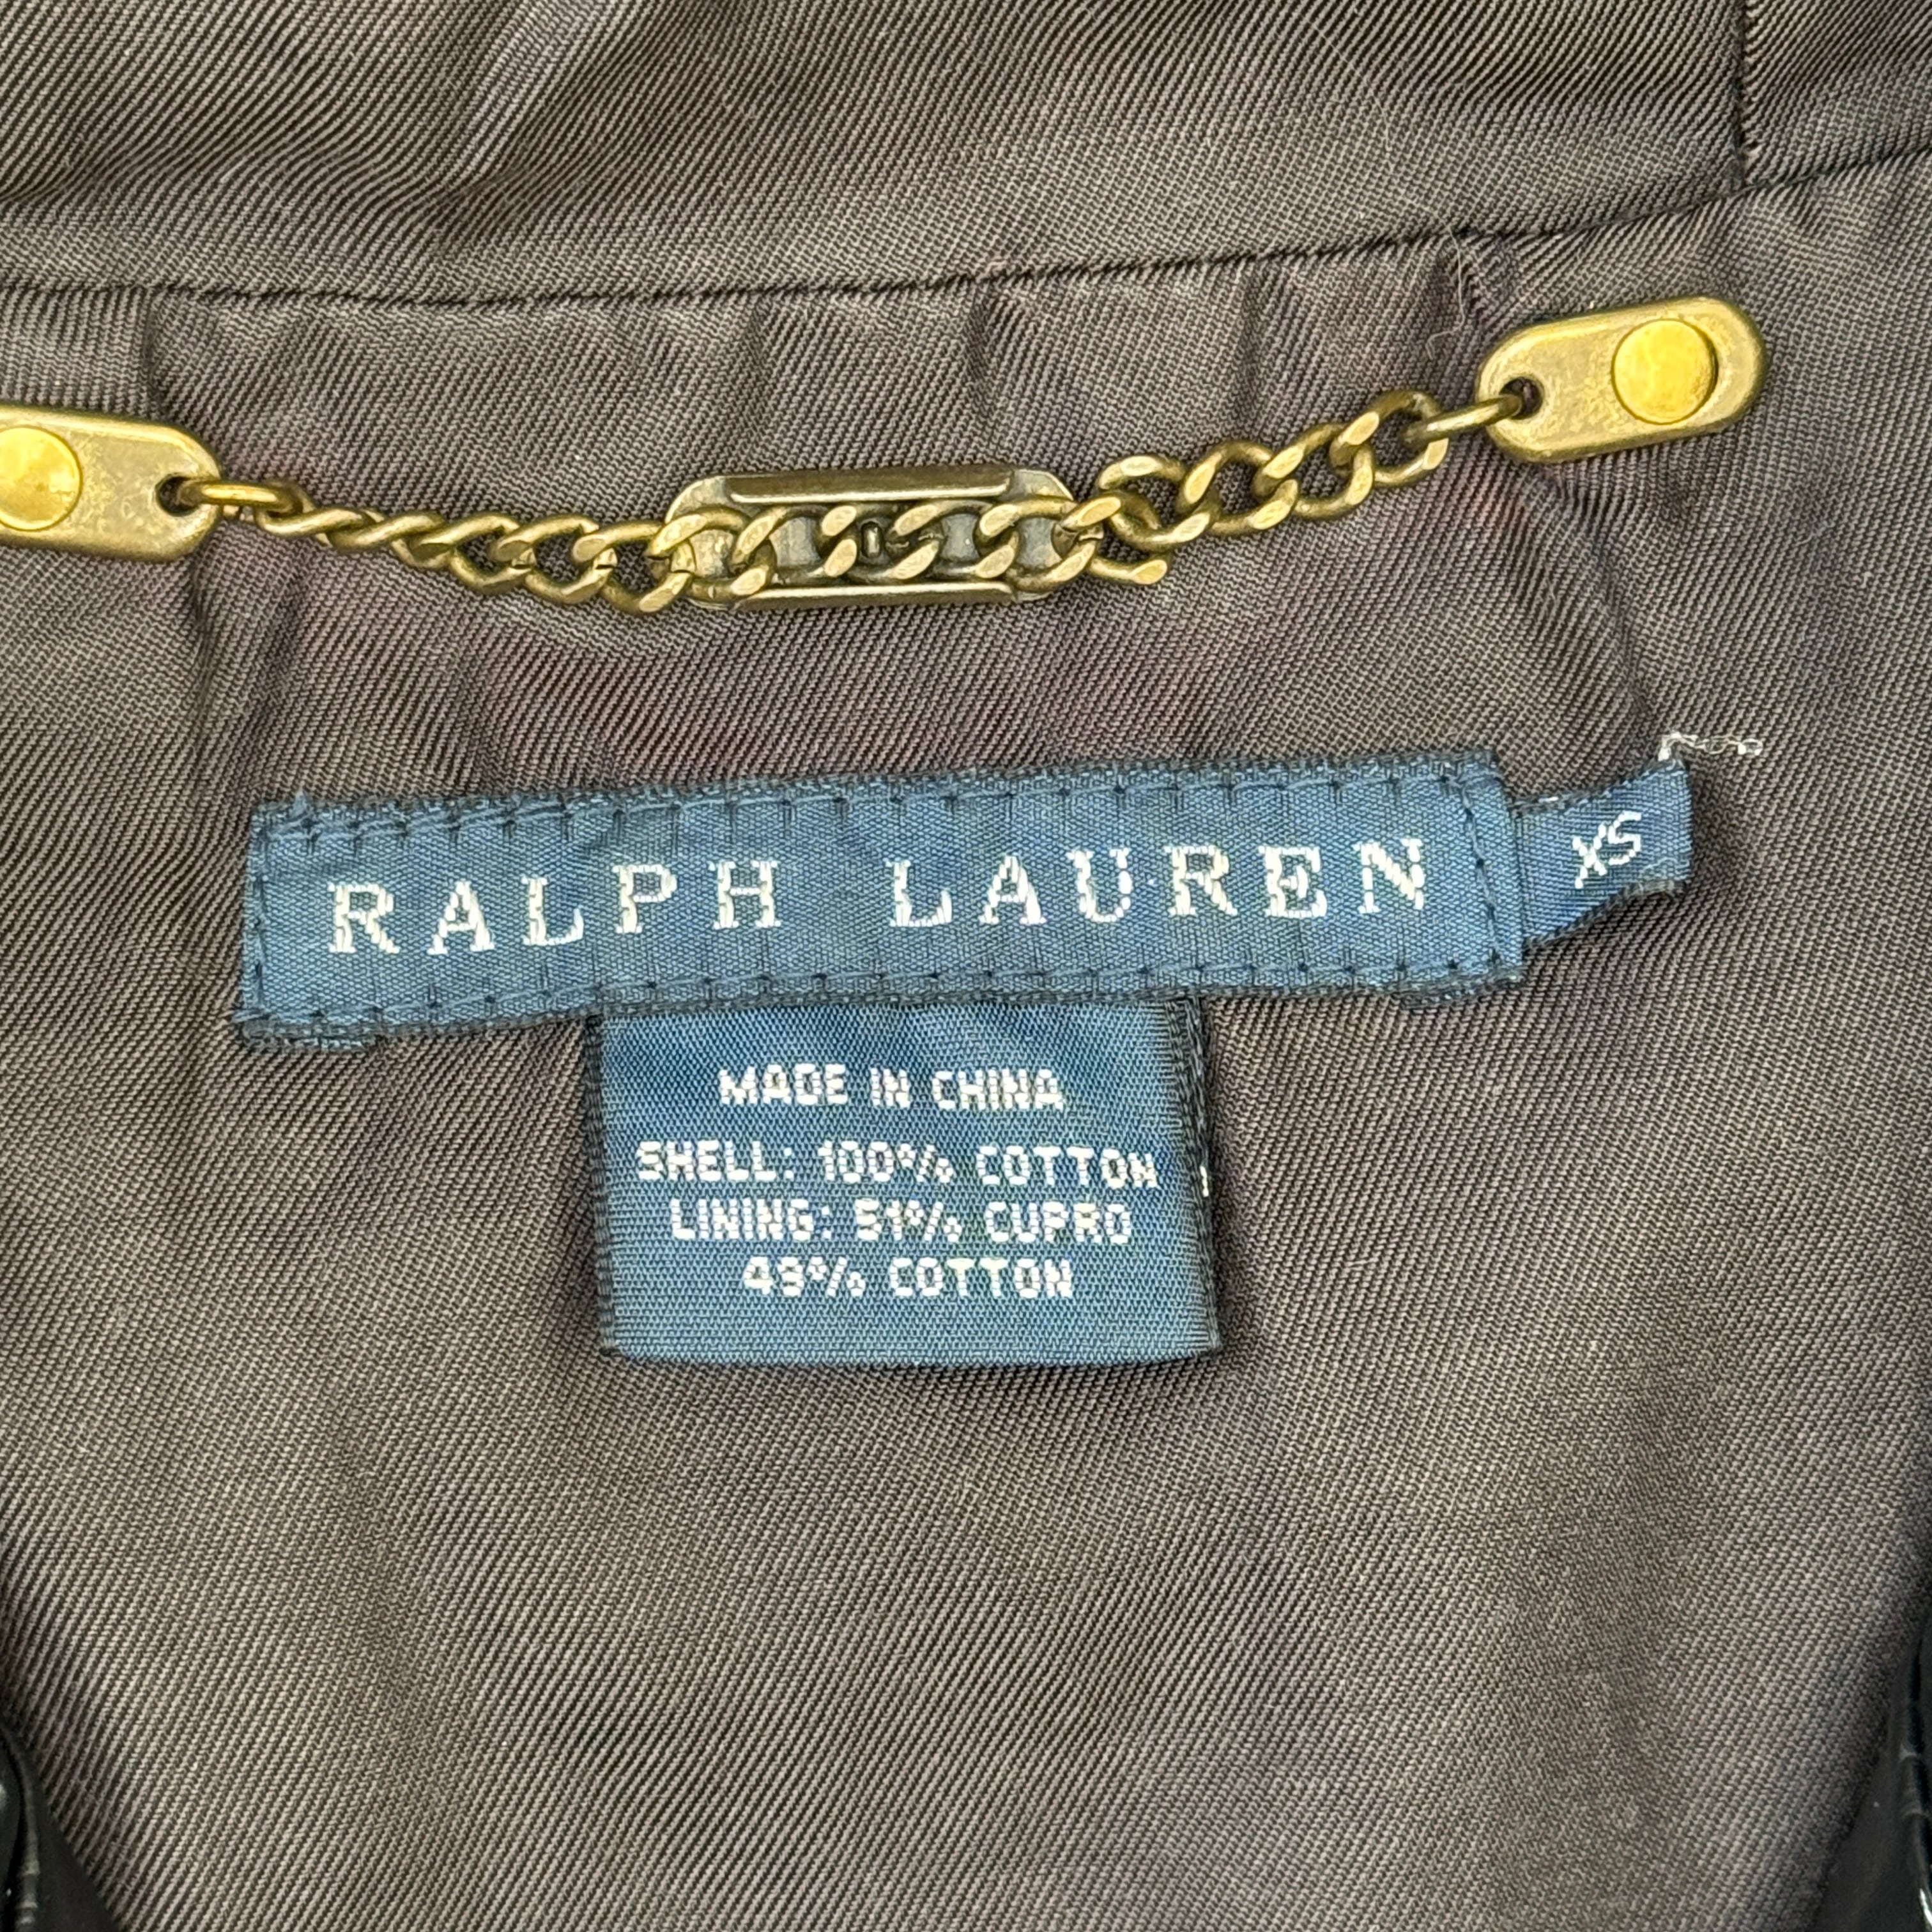 RALPH LAUREN
XS
MADE IN CHINA
SHELL: 100% COTTON
LINING: 51% CUPRO
49% COTTON